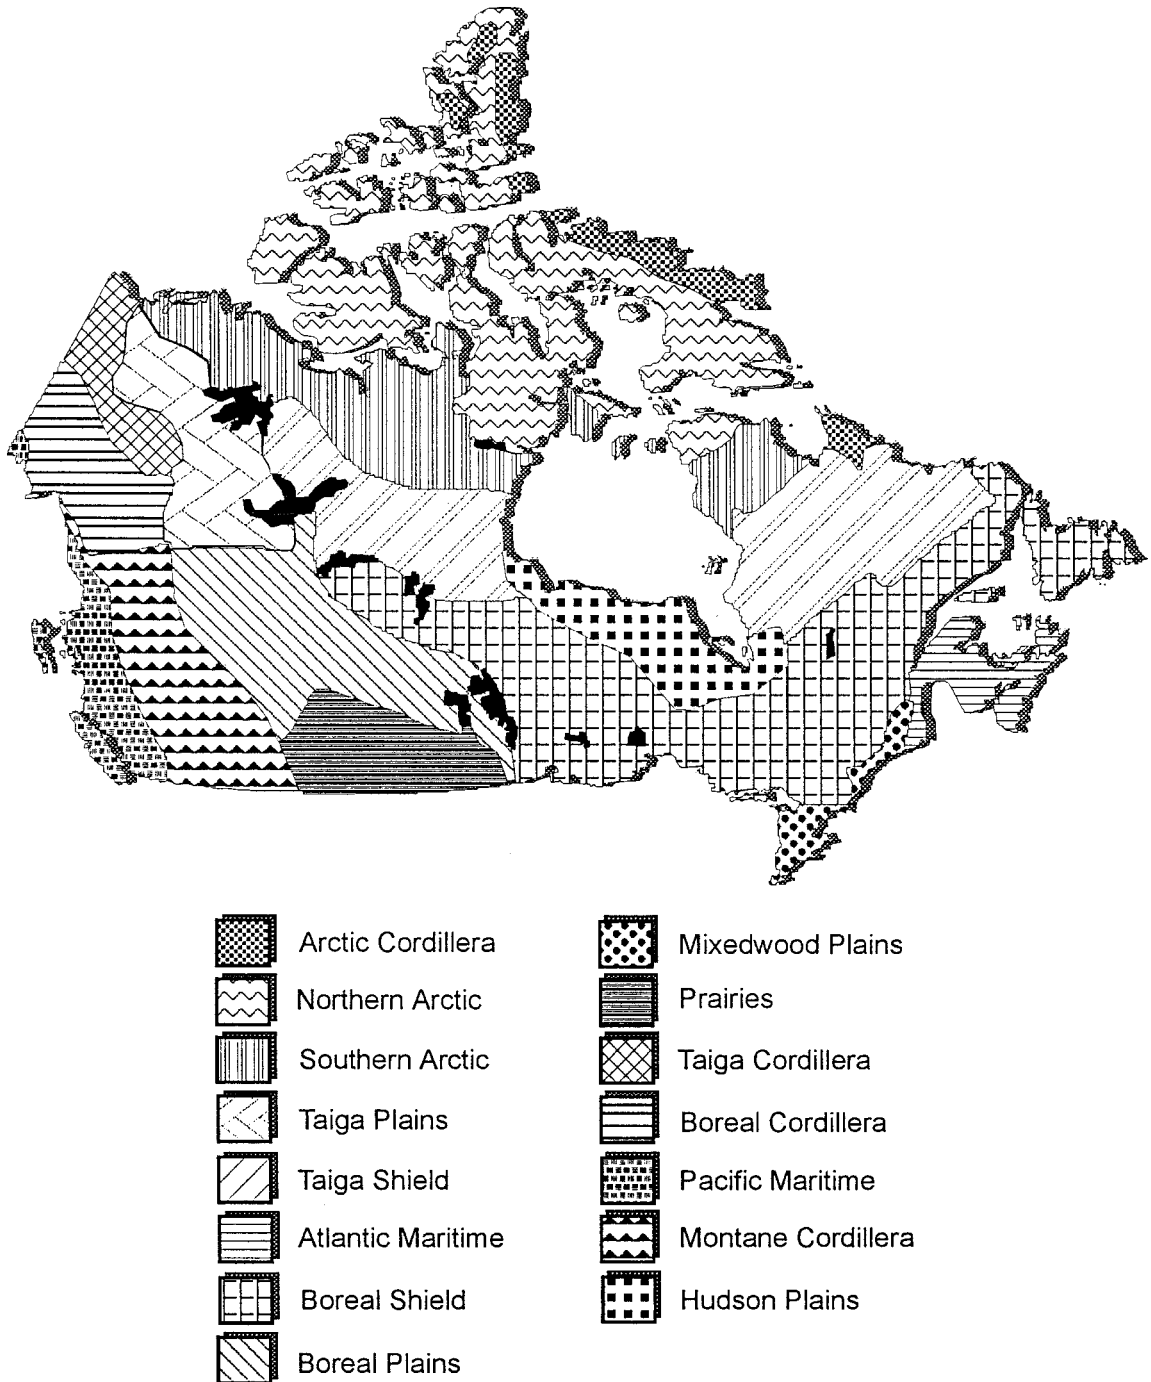 Arctic Cordillera
Northern Arctic
Southern Arctic
Taiga Plains
Taiga Shield
Atlantic Maritime
Boreal Shield
Boreal Plains
Mixedwood Plains
Prairies
Taiga Cordillera
Boreal Cordillera
Pacific Maritime
Montane Cordillera
Hudson Plains